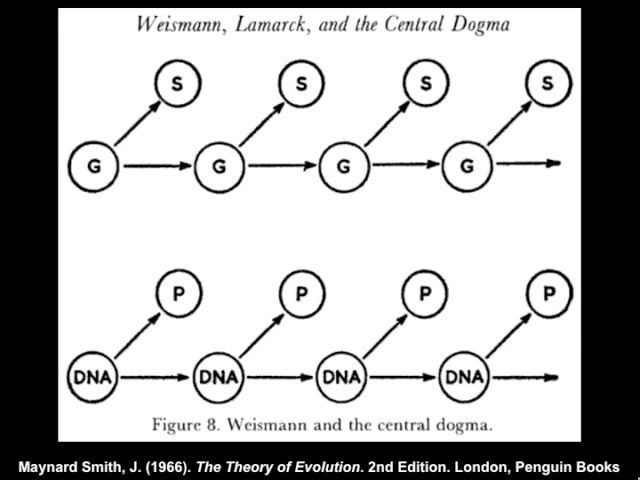 Weismann, Lamarck, and the Central Dogma
S S S S
G G G G
P P P P
DNA DNA DNA DNA
Figure 8. Weismann and the central dogma.
Maynard Smith, J. (1966). The Theory of Evolution. 2nd Edition. London, Penguin Books